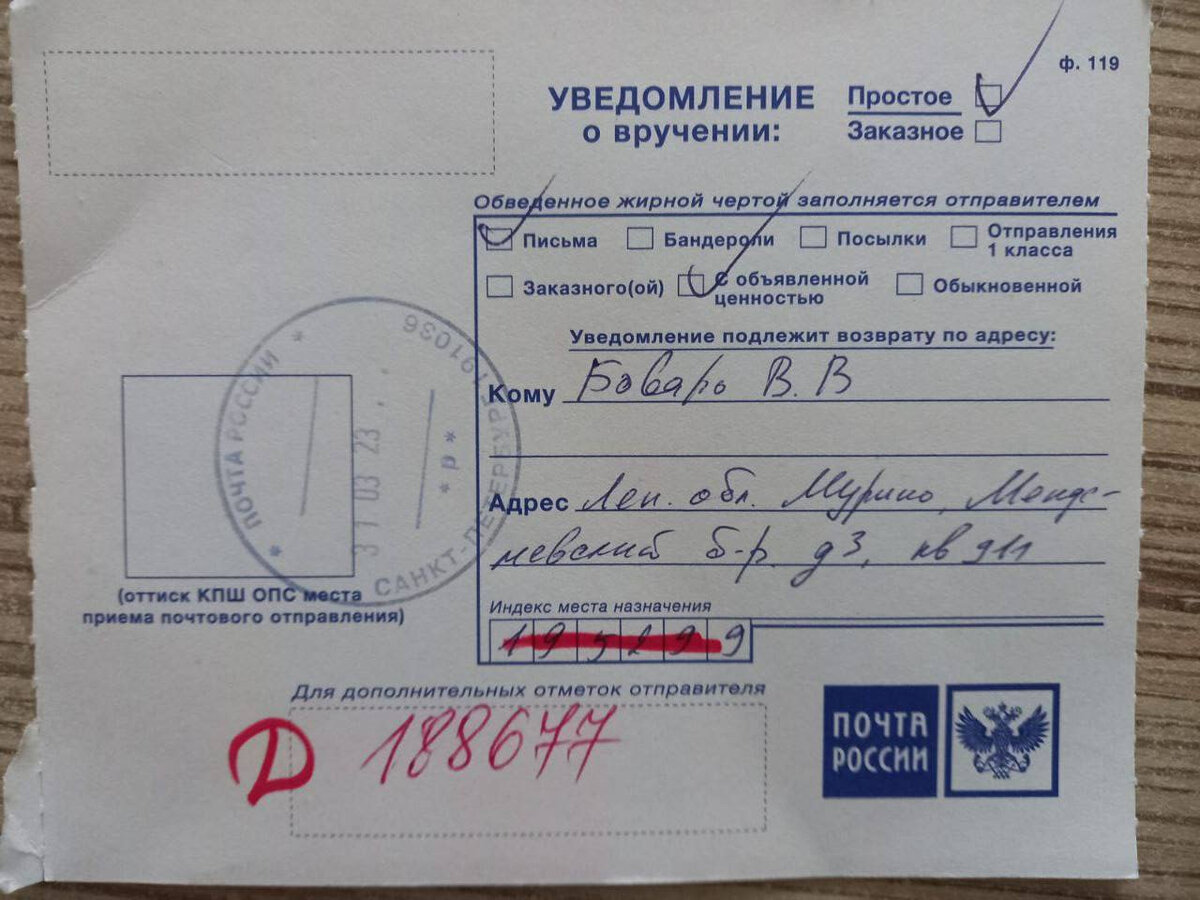 ф. 119
УВЕДОМЛЕНИЕ
о вручении:
Простое
Заказное
Обведенное жирной чертой заполняется отправителем
Письма Бандероли Посылки Отправления 1 класса
Заказного(ой) С объявленной ценностью Обыкновенной
Уведомление подлежит возврату по адресу:
Кому Боварь В. В
Адрес Лен. обл. Мурино, Менде-
леевский б-р. д3, кв 911
Индекс места назначения
195299
ПОЧТА РОССИИ
САНКТ-ПЕТЕРБУРГ 191036
31 03 23
*р*
(оттиск КПШ ОПС места
приема почтового отправления)
Для дополнительных отметок отправителя
Д 188677
ПОЧТА
РОССИИ